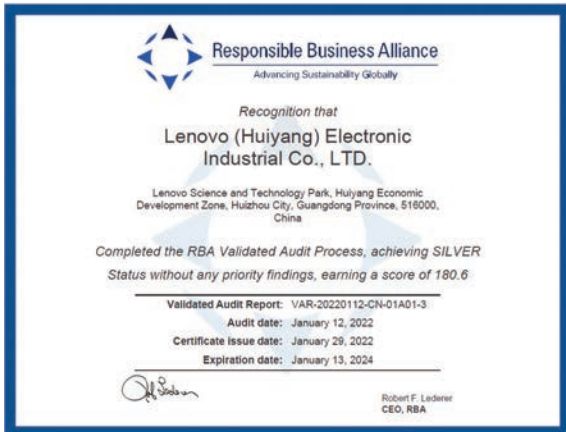 Responsible Business Alliance
Advancing Sustainability Globally
Recognition that
Lenovo (Huiyang) Electronic
Industrial Co., LTD.
Lenovo Science and Technology Park, Huiyang Economic
Development Zone, Huizhou City, Guangdong Province, 516000,
China
Completed the RBA Validated Audit Process, achieving SILVER
Status without any priority findings, earning a score of 180.6
Validated Audit Report: VAR-20220112-CN-01A01-3
Audit date: January 12, 2022
Certificate issue date: January 29, 2022
Expiration date: January 13, 2024
Robert F. Lederer
CEO, RBA